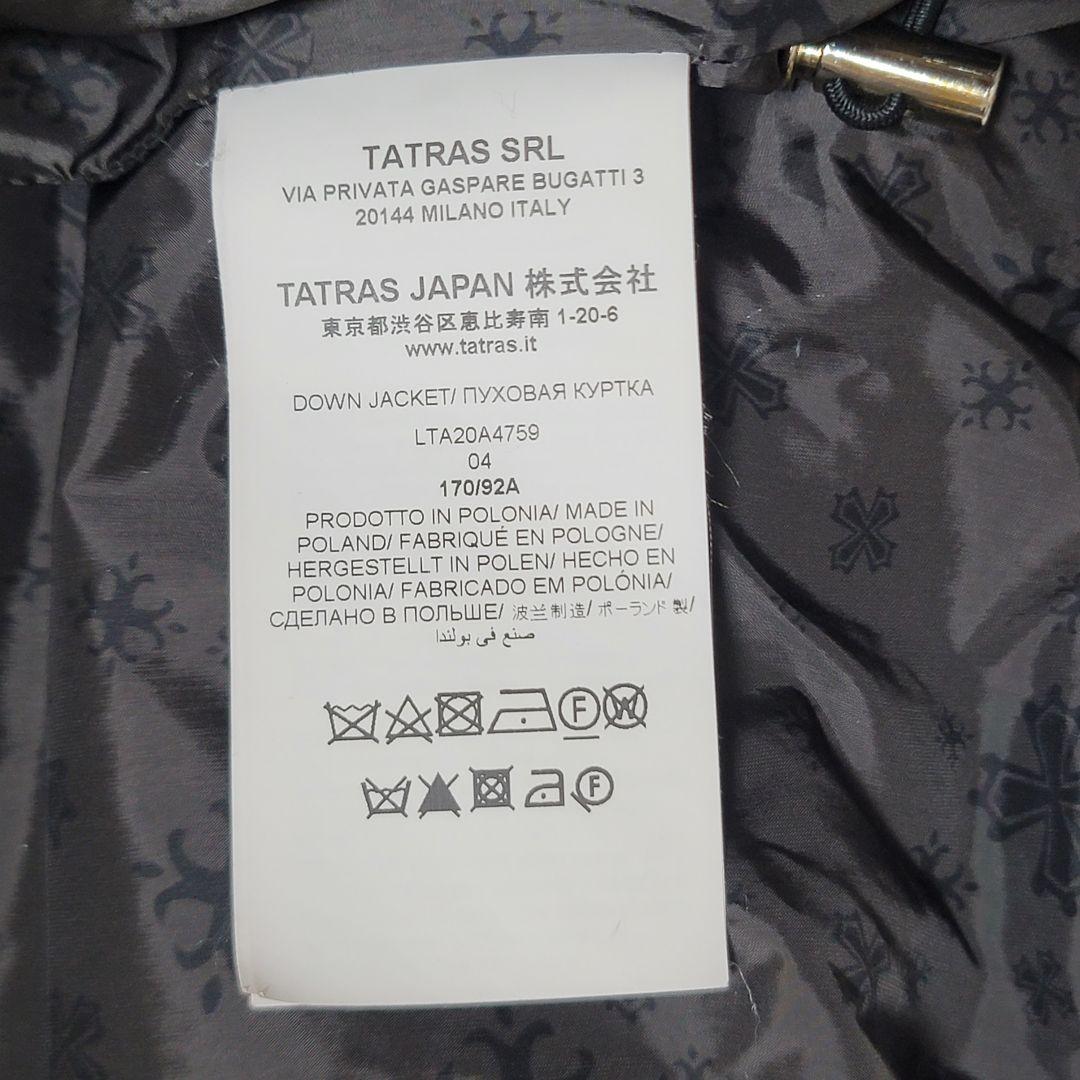 TATRAS SRL
VIA PRIVATA GASPARE BUGATTI 3
20144 MILANO ITALY
TATRAS JAPAN 株式会社
東京都渋谷区恵比寿南 1-20-6
www.tatras.it
DOWN JACKET/ ПУХОВАЯ КУРТКА
LTA20A4759
04
170/92A
PRODOTTO IN POLONIA/ MADE IN
POLAND/ FABRIQUÉ EN POLOGNE/
HERGESTELLT IN POLEN/ HECHO EN
POLONIA/ FABRICADO EM POLÓNIA/
СДЕЛАНО В ПОЛЬШЕ/ 波兰制造/ ポーランド 製/
صنع في بولندا
F W
F